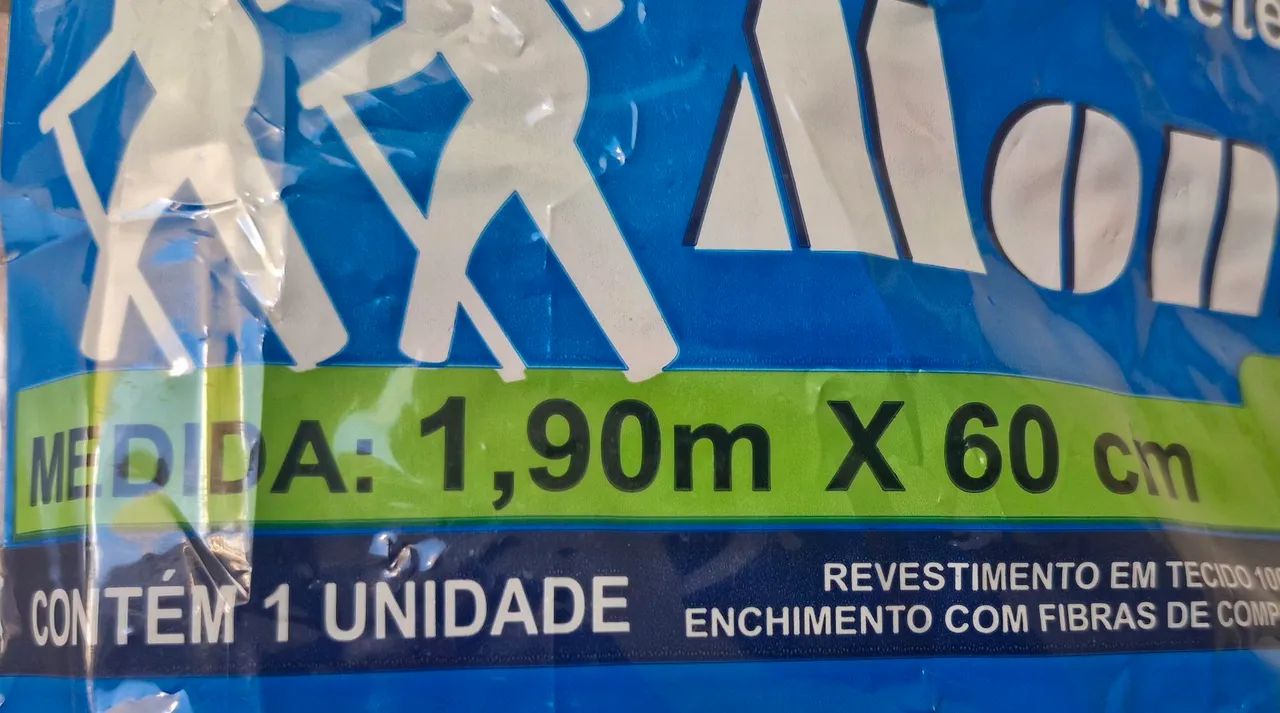 MEDIDA: 1,90m X 60 cm
CONTÉM 1 UNIDADE
REVESTIMENTO EM TECIDO
ENCHIMENTO COM FIBRAS DE